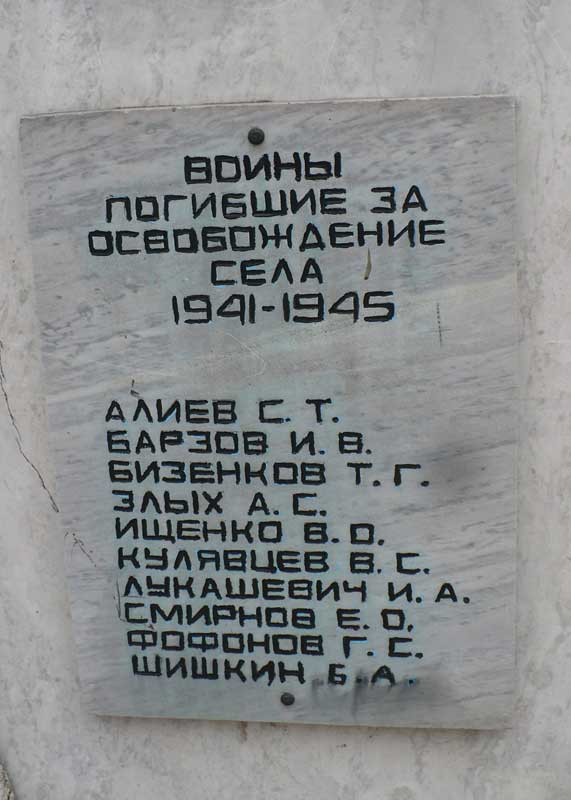 ВОИНЫ
ПОГИБШИЕ ЗА
ОСВОБОЖДЕНИЕ
СЕЛА
1941-1945
АЛИЕВ С. Т.
БАРЗОВ И. В.
БИЗЕНКОВ Т. Г.
ЗЛЫХ А. С.
ИЩЕНКО В. О.
КУЛЯВЦЕВ В. С.
ЛУКАШЕВИЧ И. А.
СМИРНОВ Е. О.
ФОФОНОВ Г. С.
ШИШКИН Б. А.